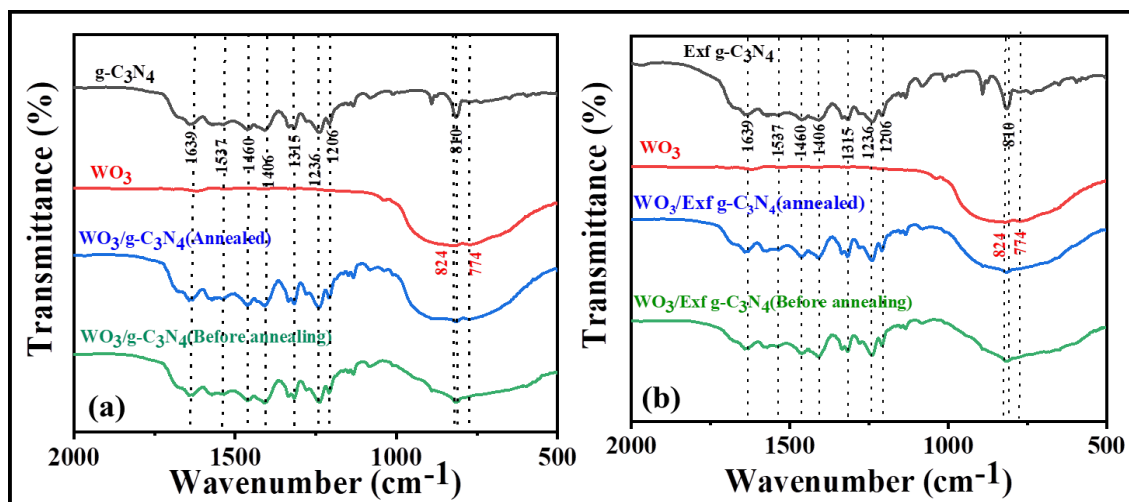 g-C₃N₄
1639
1537
1460
1406
1315
1236
1206
810
WO₃
824
774
WO₃/g-C₃N₄(Annealed)
WO₃/g-C₃N₄(Before annealing)
(a)
Transmittance (%)
2000
1500
1000
500
Wavenumber (cm⁻¹)
Exf g-C₃N₄
1639
1537
1460
1406
1315
1236
1206
810
WO₃
824
774
WO₃/Exf g-C₃N₄(annealed)
WO₃/Exf g-C₃N₄(Before annealing)
(b)
Transmittance (%)
2000
1500
1000
500
Wavenumber (cm⁻¹)